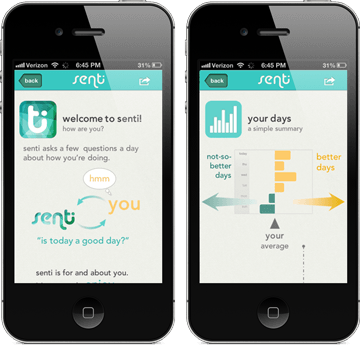 Verizon 6:45 PM 31%
back
senti
welcome to senti!
how are you?
senti asks a few questions a day
about how you're doing.
hmm
you
senti
"is today a good day?"
senti is for and about you.
Verizon 6:45 PM 31%
back
senti
your days
a simple summary
not-so-
better
days
better
days
today
your
average